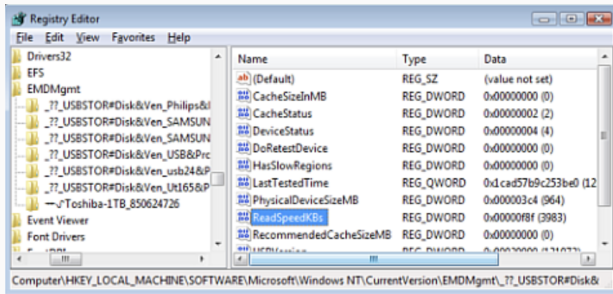 Registry Editor
File Edit View Favorites Help
Drivers32
EFS
EMDMgmt
_??_USBSTOR#Disk&Ven_Philips&
_??_USBSTOR#Disk&Ven_SAMSUN
_??_USBSTOR#Disk&Ven_SAMSUN
_??_USBSTOR#Disk&Ven_USB&Prc
_??_USBSTOR#Disk&Ven_usb24&P
_??_USBSTOR#Disk&Ven_Ut165&P
Toshiba-1TB_850624726
Event Viewer
Font Drivers
Name Type Data
(Default) REG_SZ (value not set)
CacheSizeInMB REG_DWORD 0x00000000 (0)
CacheStatus REG_DWORD 0x00000002 (2)
DeviceStatus REG_DWORD 0x00000004 (4)
DoRetestDevice REG_DWORD 0x00000000 (0)
HasSlowRegions REG_DWORD 0x00000000 (0)
LastTestedTime REG_QWORD 0x1cad57b9c253be0 (12
PhysicalDeviceSizeMB REG_DWORD 0x000003c4 (964)
ReadSpeedKBs REG_DWORD 0x00000f8f (3983)
RecommendedCacheSizeMB REG_DWORD 0x00000000 (0)
Computer\HKEY_LOCAL_MACHINE\SOFTWARE\Microsoft\Windows NT\CurrentVersion\EMDMgmt\_??_USBSTOR#Disk&